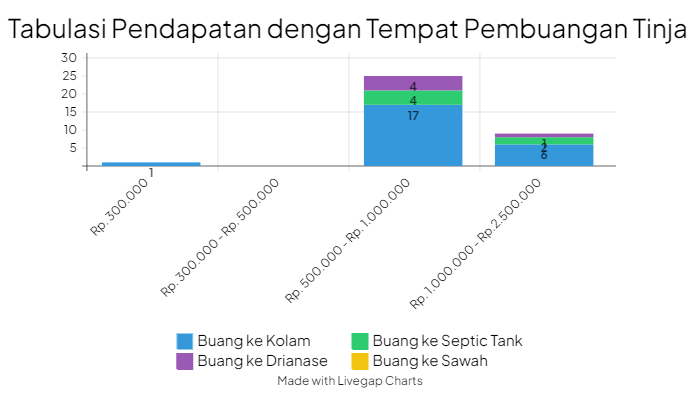 Tabulasi Pendapatan dengan Tempat Pembuangan Tinja
30
25
20
15
10
5
4
4
17
1
2
6
1
Rp. 300.000
Rp. 300.000 - Rp. 500.000
Rp. 500.000 - Rp. 1.000.000
Rp. 1.000.000 - Rp.2.500.000
Buang ke Kolam
Buang ke Septic Tank
Buang ke Drianase
Buang ke Sawah
Made with Livegap Charts